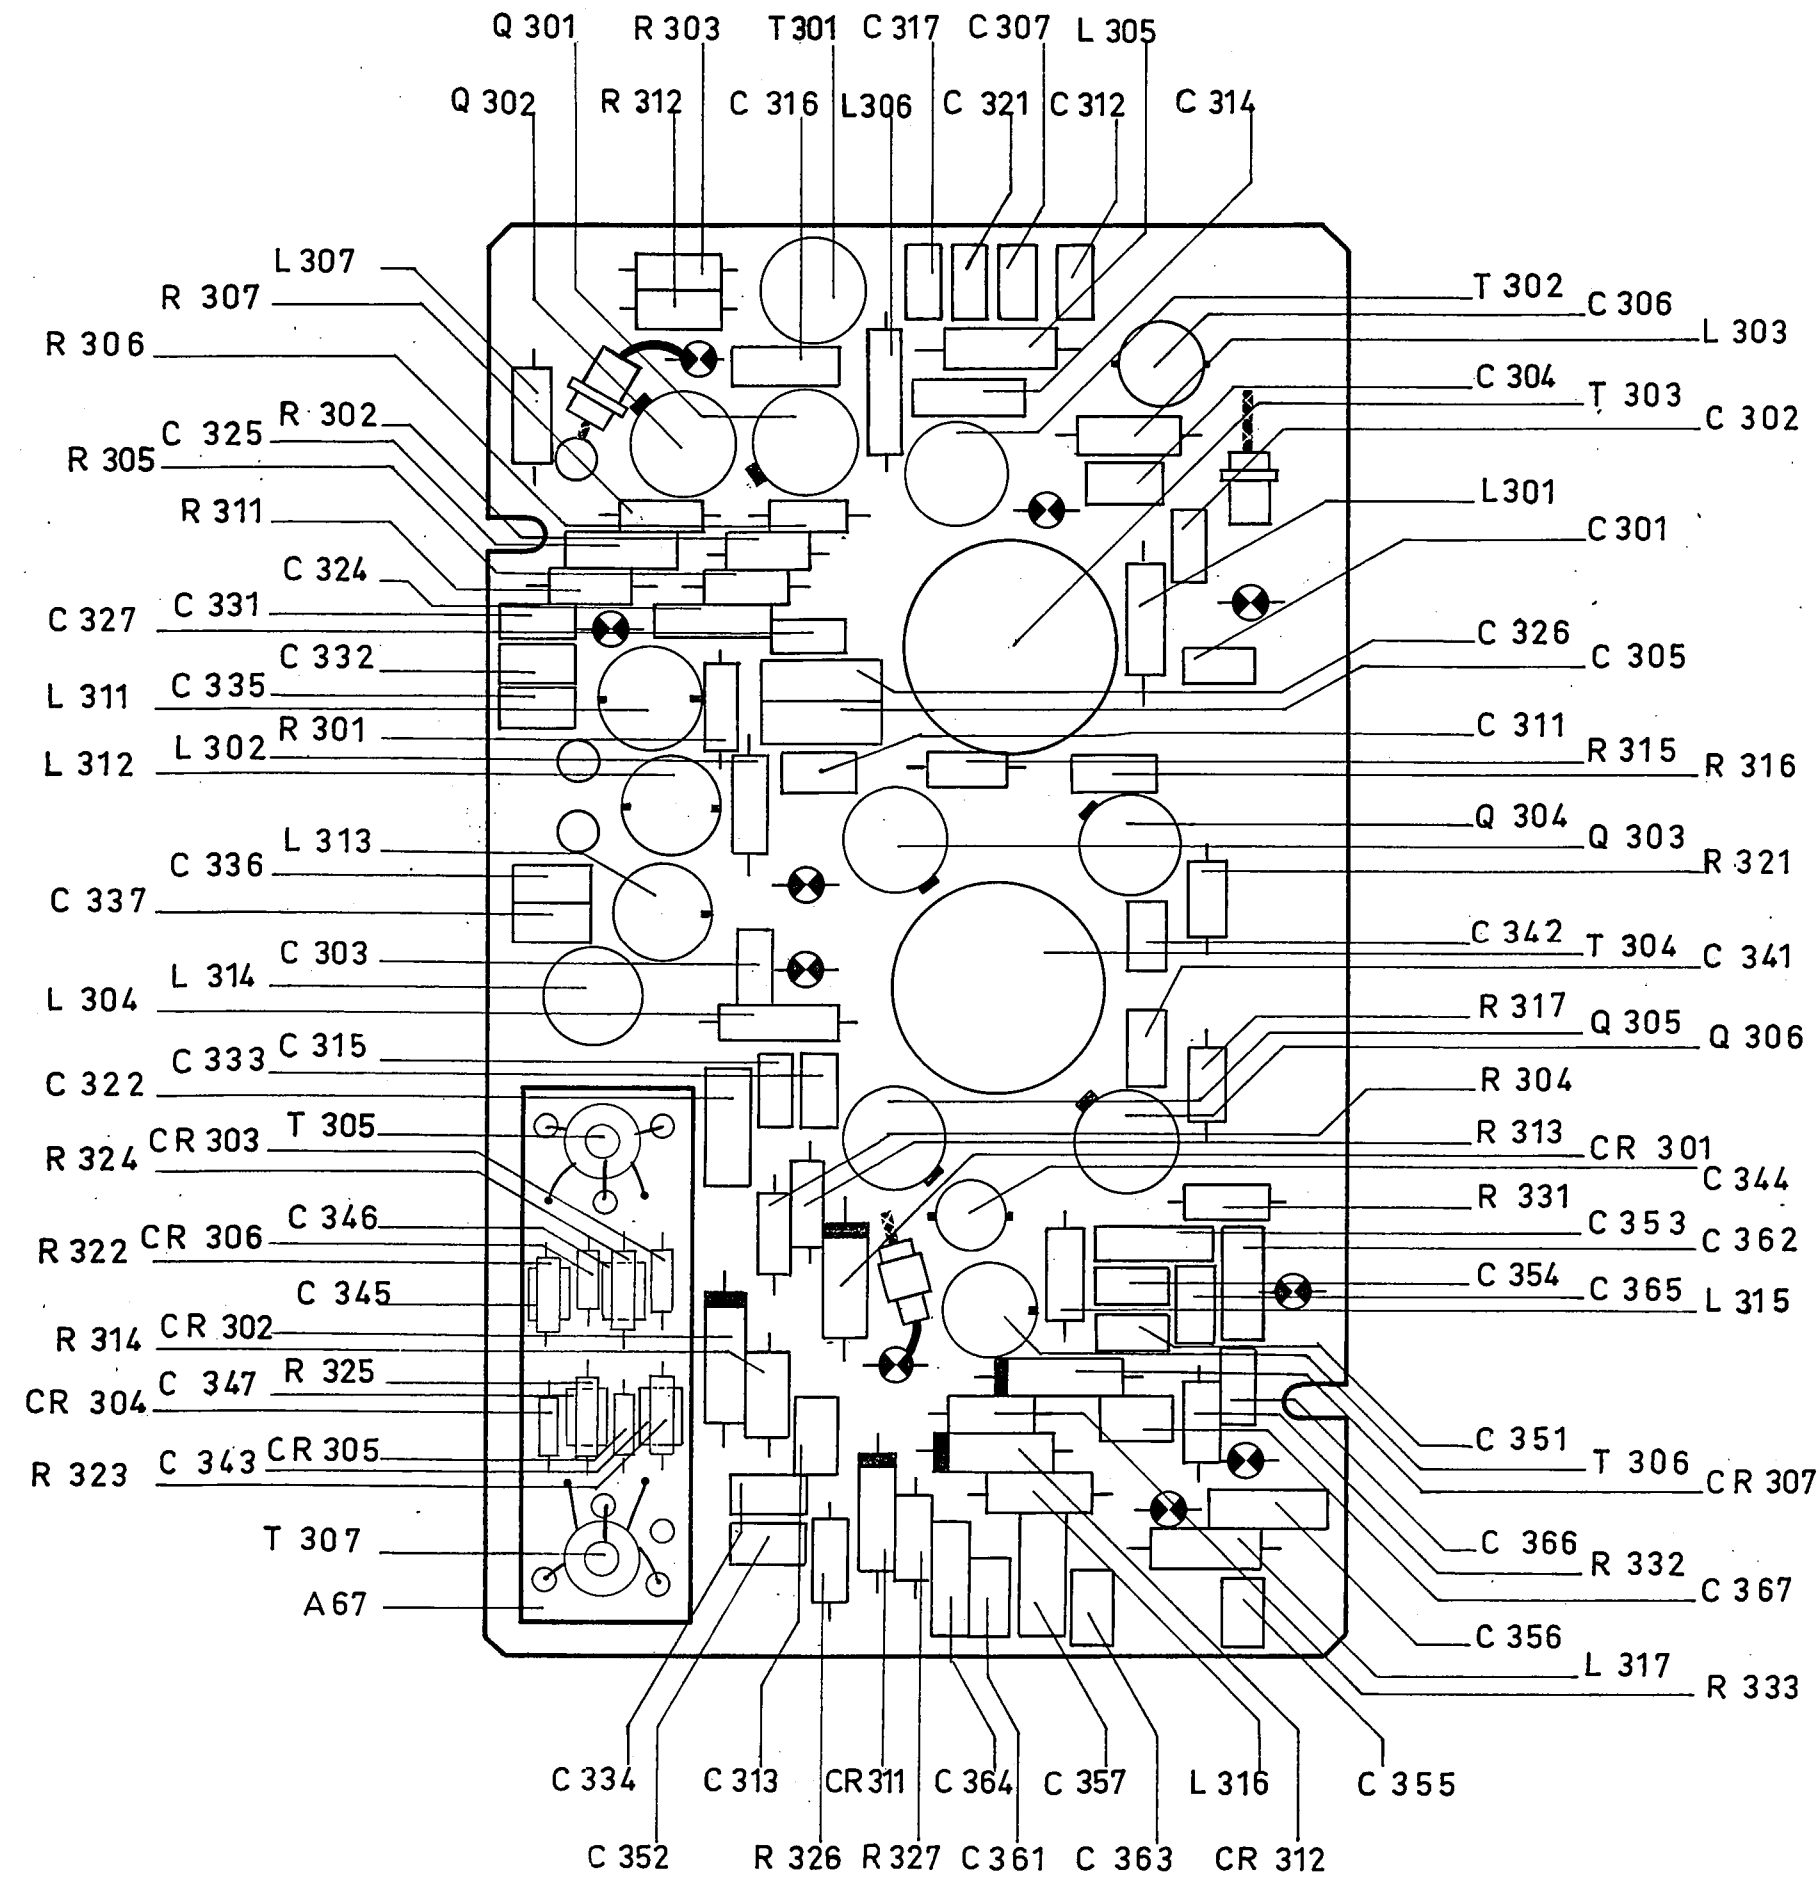 Q 301 R 303 T301 C 317 C 307 L 305
Q 302 R 312 C 316 L306 C 321 C 312 C 314
L 307
R 307
R 306
R 302
C 325
R 305
R 311
C 324
C 331
C 327
C 332
C 335
L 311
R 301
L 302
L 312
L 313
C 336
C 337
C 303
L 314
L 304
C 315
C 333
C 322
T 305
CR 303
R 324
C 346
CR 306
R 322
C 345
CR 302
R 314
R 325
C 347
CR 304
CR 305
C 343
R 323
T 307
A 67
T 302
C 306
L 303
C 304
T 303
C 302
L 301
C 301
C 326
C 305
C 311
R 315
R 316
Q 304
Q 303
R 321
C 342
T 304
C 341
R 317
Q 305
Q 306
R 304
R 313
CR 301
C 344
R 331
C 353
C 362
C 354
C 365
L 315
C 351
T 306
CR 307
C 366
R 332
C 367
C 356
L 317
R 333
C 334 C 313 CR 311 C 364 C 357 L 316 C 355
C 352 R 326 R 327 C 361 C 363 CR 312